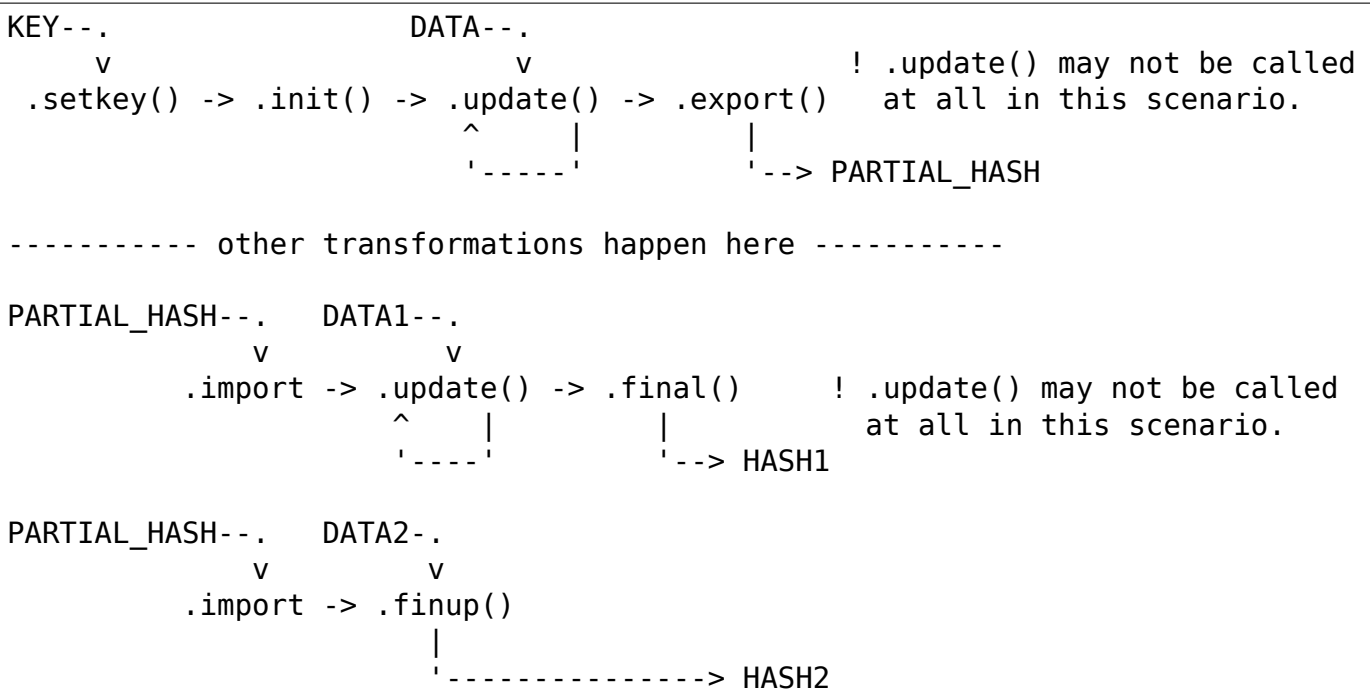 KEY--.                 DATA--.
     v                       v                   ! .update() may not be called
 .setkey() -> .init() -> .update() -> .export()   at all in this scenario.
                          ^     |         |
                          '-----'         '--> PARTIAL_HASH
----------- other transformations happen here -----------
PARTIAL_HASH--.   DATA1--.
              v          v
          .import -> .update() -> .final()     ! .update() may not be called
                      ^    |         |           at all in this scenario.
                      '----'         '--> HASH1
PARTIAL_HASH--.   DATA2-.
              v         v
          .import -> .finup()
                        |
                        '---------------> HASH2